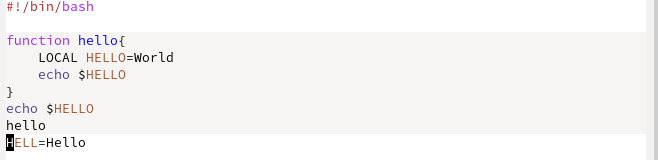 #!/bin/bash
function hello{
LOCAL HELLO=World
echo $HELLO
}
echo $HELLO
hello
HELL=Hello